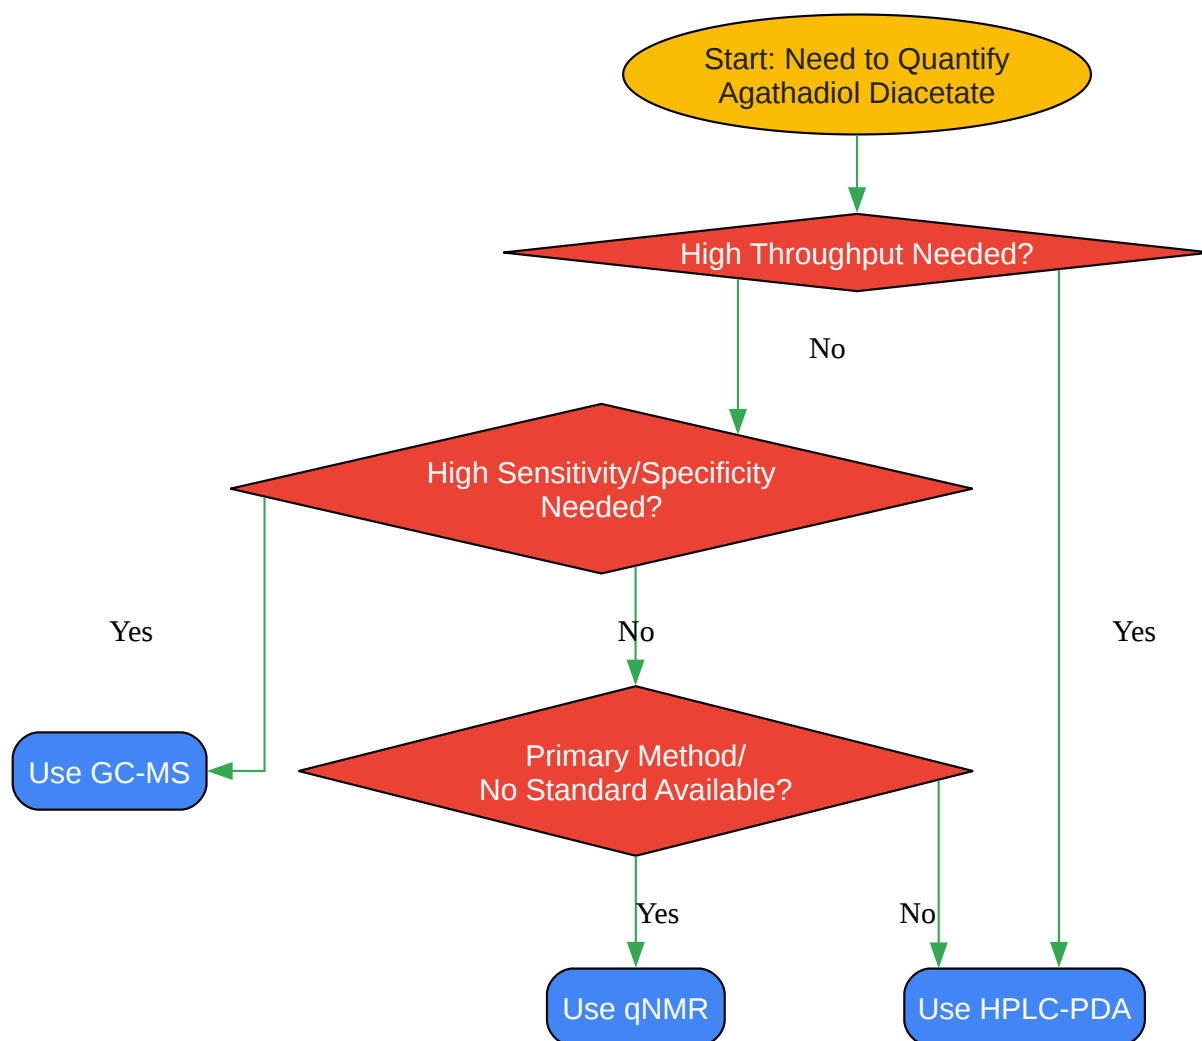 Start: Need to Quantify
Agathadiol Diacetate
High Throughput Needed?
No
High Sensitivity/Specificity
Needed?
Yes
No
Yes
Use GC-MS
Primary Method/
No Standard Available?
Yes
No
Use qNMR
Use HPLC-PDA